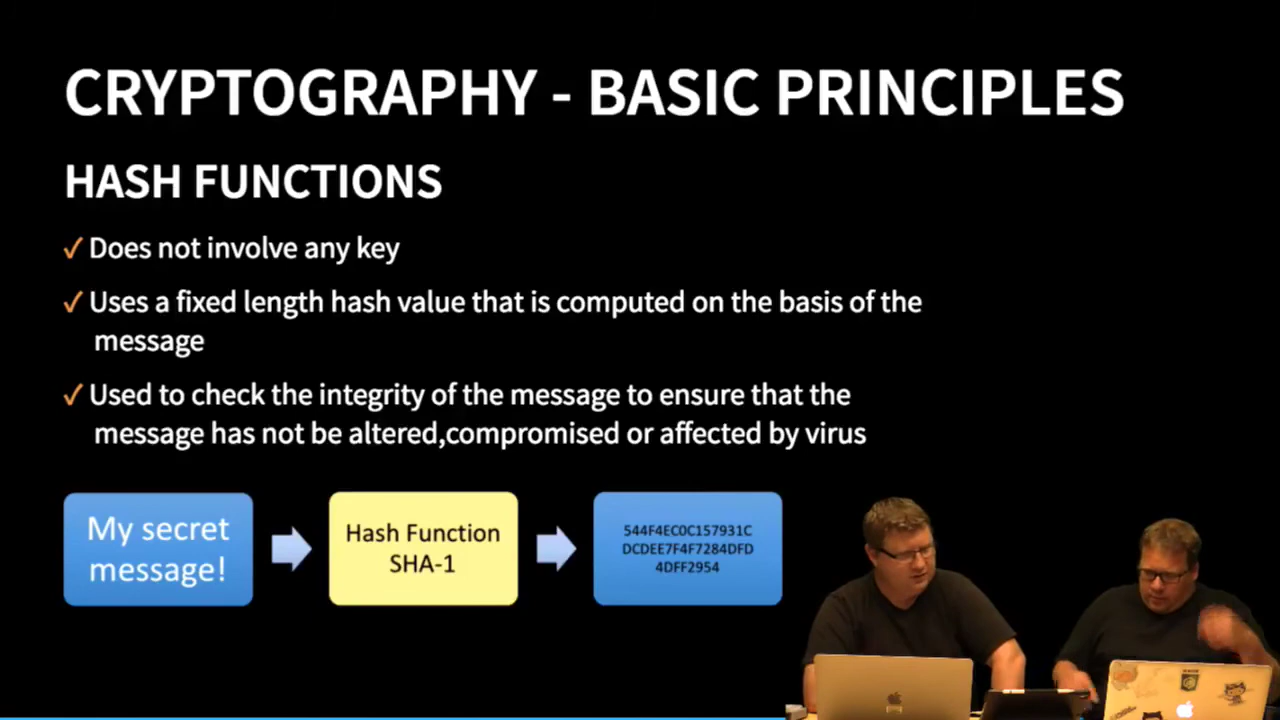 CRYPTOGRAPHY - BASIC PRINCIPLES
HASH FUNCTIONS
✓ Does not involve any key
✓ Uses a fixed length hash value that is computed on the basis of the
message
✓ Used to check the integrity of the message to ensure that the
message has not be altered,compromised or affected by virus
My secret
message!
Hash Function
SHA-1
544F4EC0C157931C
DCDEE7F4F7284DFD
4DFF2954